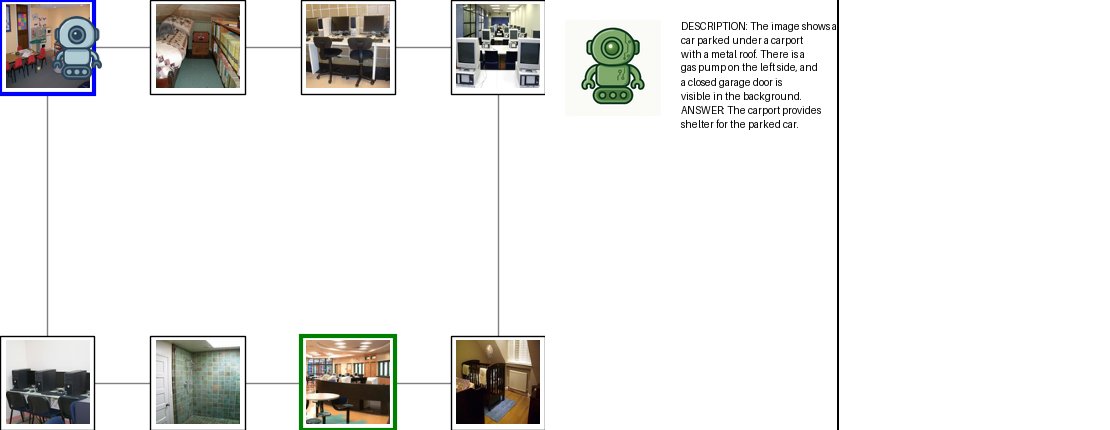 DESCRIPTION: The image shows a
car parked under a carport
with a metal roof. There is a
gas pump on the left side, and
a closed garage door is
visible in the background.
ANSWER: The carport provides
shelter for the parked car.